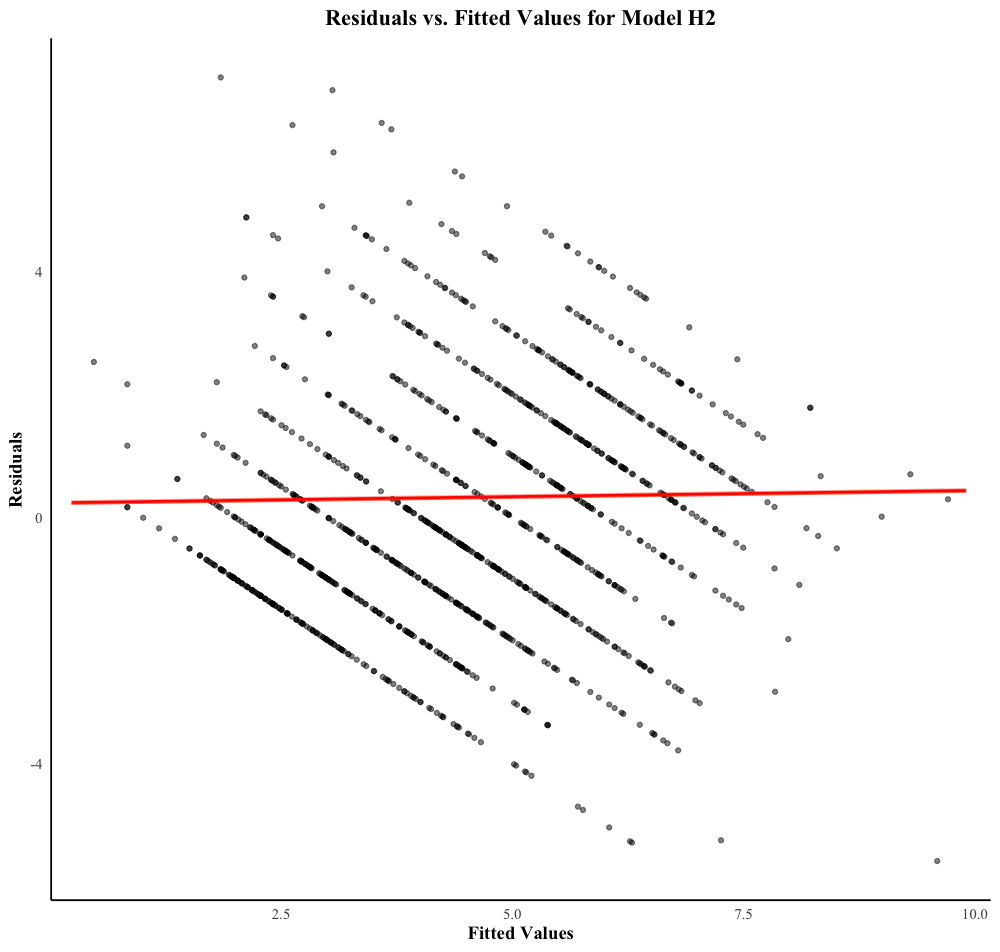 Residuals vs. Fitted Values for Model H2
Residuals
4
0
-4
2.5
5.0
7.5
10.0
Fitted Values